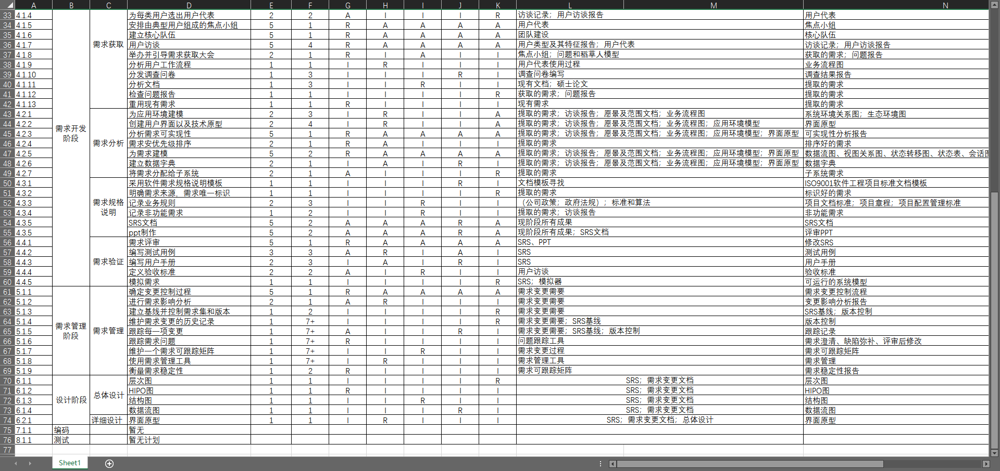 A B C D E F G H I J K L M N
33 4.1.4 为每类用户选出用户代表 2 2 A I I I R 访谈记录；用户访谈报告 用户代表
34 4.1.5 安排由典型用户组成的焦点小组 5 1 R A A A A 用户代表 焦点小组
35 4.1.6 建立核心队伍 5 1 R A A A A 团队建设 核心队伍
36 4.1.7 需求获取 用户访谈 5 4 R A A A A 用户类型及其特征报告；用户代表 访谈记录；用户访谈报告
37 4.1.8 举办并引导需求获取大会 2 1 R I A I I 焦点小组；问题和稻草人模型 获取的需求；问题报告
38 4.1.9 分析用户工作流程 1 1 I R I I I 用户代表使用过程 业务流程图
39 4.1.10 分发调查问卷 1 3 I I I R I 调查问卷编写 调查结果报告
40 4.1.11 分析文档 1 3 I I R I I 现有文档；硕士论文 提取的需求
41 4.1.12 检查问题报告 1 1 I I I I R 获取的需求；问题报告 提取的需求
42 4.1.13 重用现有需求 1 1 R I I I I 现有需求 提取的需求
43 4.2.1 为应用环境建模 2 3 I R I I A 提取的需求；访谈报告；愿景及范围文档；业务流程图 系统环境关系图；生态环境图
44 4.2.2 需求开发 创建用户界面以及技术原型 2 4 I R I I A 提取的需求；访谈报告；愿景及范围文档；业务流程图；应用环境模型 界面原型
45 4.2.3 阶段 分析需求可实现性 5 1 R A A A A 提取的需求；访谈报告；愿景及范围文档；业务流程图；应用环境模型；界面原型 可实现性分析报告
46 4.2.4 需求分析 需求安优先级排序 2 1 R A I I I 提取的需求 排序好的需求
47 4.2.5 为需求建模 5 2 R A A A A 提取的需求；访谈报告；愿景及范围文档；业务流程图；应用环境模型；界面原型 数据流图、视图关系图、状态转移图、状态表、会话图
48 4.2.6 建立数据字典 2 1 I A I R I 提取的需求；访谈报告；愿景及范围文档；业务流程图；应用环境模型；界面原型 数据字典
49 4.2.7 将需求分配给子系统 2 1 A I I I R 提取的需求 子系统需求
50 4.3.1 采用软件需求规格说明模板 1 1 I I I R I 文档模板寻找 ISO9001软件工程项目标准文档模板
51 4.3.2 明确需求来源，需求唯一标识 1 1 I I I I R 提取的需求 标识好的需求
52 4.3.3 需求规格 记录业务规则 2 3 I I R I I （公司政策；政府法规）；标准和算法 项目文档标准；项目章程；项目配置管理标准
53 4.3.4 说明 记录非功能需求 1 2 I I R I I 提取的需求；访谈报告 非功能需求
54 4.3.5 SRS文档 5 2 A A A R A 现阶段所有成果 SRS文档
55 4.3.5 ppt制作 5 2 A A A R A 现阶段所有成果；SRS文档 评审PPT
56 4.4.1 需求评审 5 1 R A A A A SRS、PPT 修改SRS
57 4.4.2 编写测试用例 3 3 A R I A I SRS 测试用例
58 4.4.3 需求验证 编写用户手册 2 3 I A I R I SRS 用户手册
59 4.4.4 定义验收标准 2 2 A I R I I 用户访谈 验收标准
60 4.4.5 模拟需求 1 1 I I I I R SRS；模拟器 可运行的系统模型
61 5.1.1 确定变更控制过程 5 1 R A A A A 需求变更需要 需求变更控制流程
62 5.1.2 进行需求影响分析 2 1 A R I I I 需求变更需要 变更影响分析报告
63 5.1.3 建立基线并控制需求集和版本 1 2 I I I I R 需求变更需要 SRS基线；版本控制
64 5.1.4 需求管理 维护需求变更的历史记录 1 7+ I I I I R 需求变更需要；SRS基线 版本控制
65 5.1.5 阶段 需求管理 跟踪每一项变更 1 7+ A I I R I 需求变更需要；SRS基线；版本控制 跟踪记录
66 5.1.6 跟踪需求问题 1 7+ R I I I I 问题跟踪工具 需求澄清、缺陷弥补、评审后修改
67 5.1.7 维护一个需求可跟踪矩阵 1 7+ I I R I I 需求变更过程 需求可跟踪矩阵
68 5.1.8 使用需求管理工具 1 7+ I R I I I 需求管理工具 需求管理
69 5.1.9 衡量需求稳定性 1 2 R I I I I 需求可跟踪矩阵 需求稳定性报告
70 6.1.1 层次图 1 1 I I I I R SRS；需求变更文档 层次图
71 6.1.2 总体设计 HIPO图 1 1 R I I I I SRS；需求变更文档 HIPO图
72 6.1.3 设计阶段 结构图 1 1 I I R I I SRS；需求变更文档 结构图
73 6.1.4 数据流图 1 1 I I I R I SRS；需求变更文档 数据流图
74 6.2.1 详细设计 界面原型 1 1 I R I I I SRS；需求变更文档；总体设计 界面原型
75 7.1.1 编码 暂无
76 8.1.1 测试 暂无计划
77
Sheet1